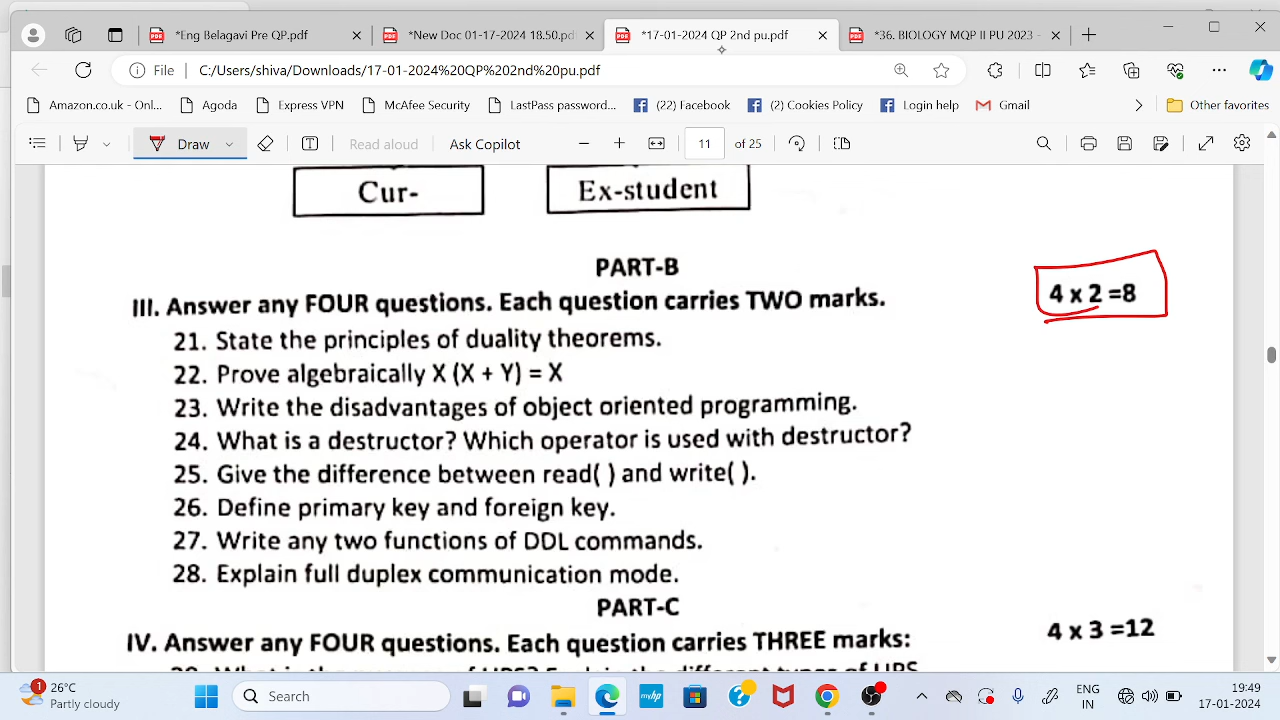 *Eng Belagavi Pre QP.pdf
*New Doc 01-17-2024 18.50.pd
*17-01-2024 QP 2nd pu.pdf
*36. BIOLOGY MQP II PU 2023 -
File C:/Users/shiva/Downloads/17-01-2024%20QP%202nd%20pu.pdf
Amazon.co.uk - Onl...
Agoda
Express VPN
McAfee Security
LastPass password...
(22) Facebook
(2) Cookies Policy
Login help
Gmail
Other favorites
Draw
Read aloud
Ask Copilot
11 of 25
Cur-
Ex-student
PART-B
III. Answer any FOUR questions. Each question carries TWO marks. 4 x 2 =8
21. State the principles of duality theorems.
22. Prove algebraically X (X + Y) = X
23. Write the disadvantages of object oriented programming.
24. What is a destructor? Which operator is used with destructor?
25. Give the difference between read( ) and write( ).
26. Define primary key and foreign key.
27. Write any two functions of DDL commands.
28. Explain full duplex communication mode.
PART-C
IV. Answer any FOUR questions. Each question carries THREE marks: 4 x 3 =12
1
26°C
Partly cloudy
Search
myhp
ENG
IN
19:49
17-01-2024